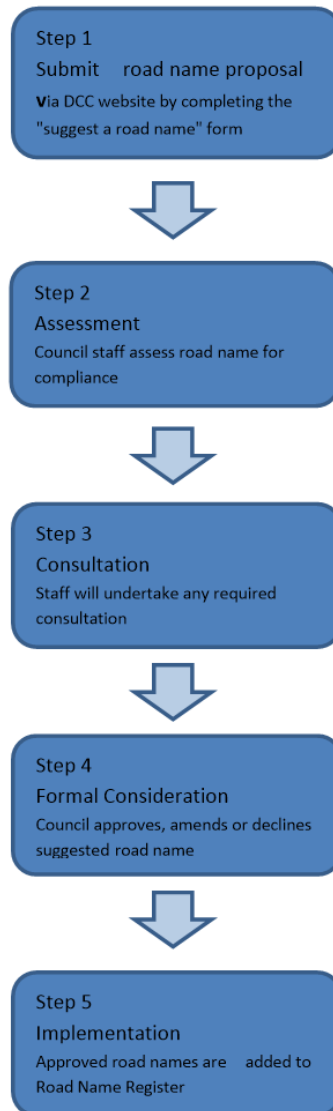 Step 1
Submit road name proposal
via DCC website by completing the
"suggest a road name" form
Step 2
Assessment
Council staff assess road name for
compliance
Step 3
Consultation
Staff will undertake any required
consultation
Step 4
Formal Consideration
Council approves, amends or declines
suggested road name
Step 5
Implementation
Approved road names are added to
Road Name Register